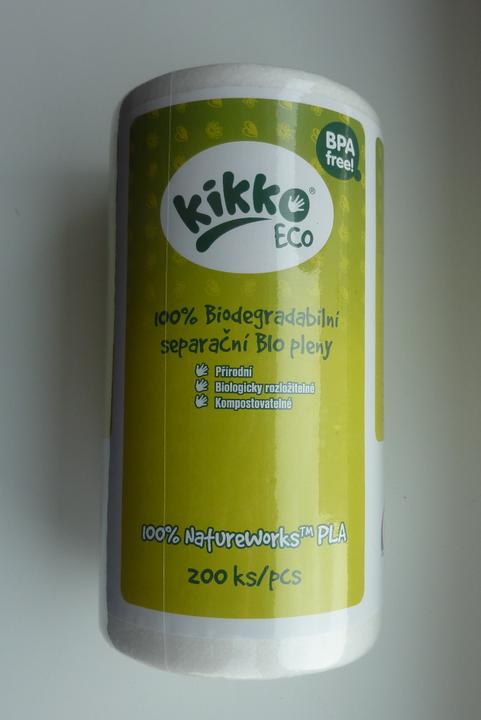 BPA
free!
kikko®
ECO
100% Biodegradabilní
separační BIO pleny
Přírodní
Biologicky rozložitelné
Kompostovatelné
100% NatureWorks™ PLA
200 ks/pcs